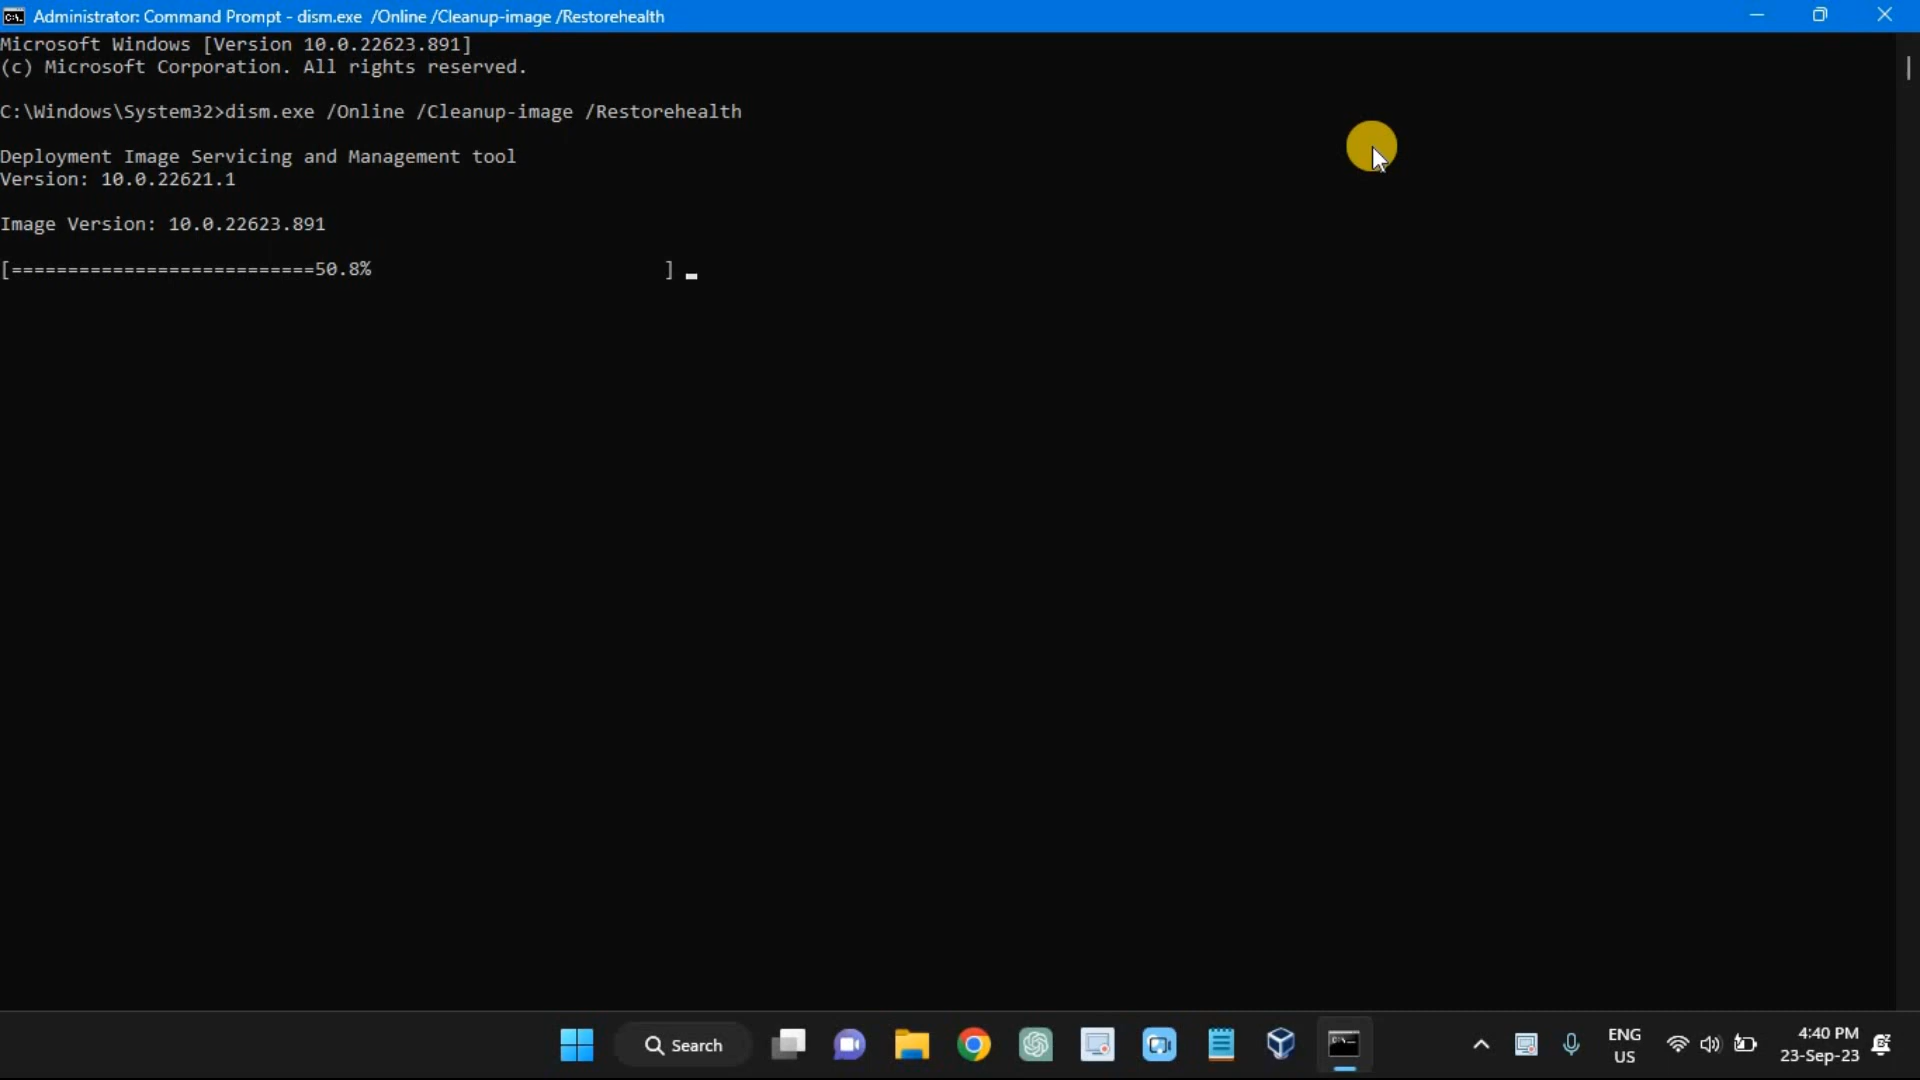 Administrator: Command Prompt - dism.exe /Online /Cleanup-image /Restorehealth
Microsoft Windows [Version 10.0.22623.891]
(c) Microsoft Corporation. All rights reserved.
C:\Windows\System32>dism.exe /Online /Cleanup-image /Restorehealth
Deployment Image Servicing and Management tool
Version: 10.0.22621.1
Image Version: 10.0.22623.891
[===========================50.8%                          ]
Search
ENG
US
4:40 PM
23-Sep-23